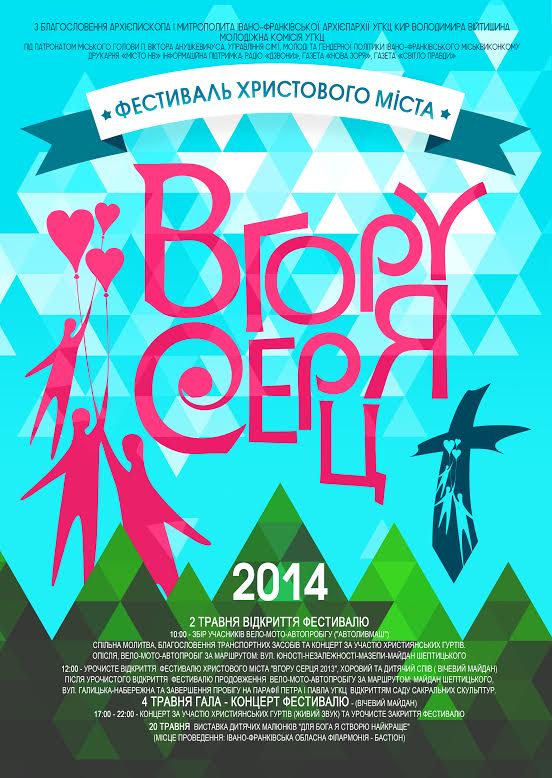 З БЛАГОСЛОВЕННЯ АРХІЄПИСКОПА І МИТРОПОЛИТА ІВАНО-ФРАНКІВСЬКОЇ АРХІЄПАРХІЇ УГКЦ КИР ВОЛОДИМИРА ВІЙТИШИНА
МОЛОДІЖНА КОМІСІЯ УГКЦ
ПІД ПАТРОНАТОМ МІСЬКОГО ГОЛОВИ П. ВІКТОРА АНУШКЕВИЧУСА, УПРАВЛІННЯ СІМ'Ї, МОЛОДІ ТА ҐЕНДЕРНОЇ ПОЛІТИКИ ІВАНО-ФРАНКІВСЬКОГО МІСЬКВИКОНКОМУ
ДРУКАРНЯ «МІСТО НВ» ІНФОРМАЦІЙНА ПІДТРИМКА: РАДІО «ДЗВОНИ», ГАЗЕТА «НОВА ЗОРЯ», ГАЗЕТА «СВІТЛО ПРАВДИ»
ФЕСТИВАЛЬ ХРИСТОВОГО МІСТА
ВГОРУ
СЕРЦЯ
2014
2 ТРАВНЯ ВІДКРИТТЯ ФЕСТИВАЛЮ
10:00 - ЗБІР УЧАСНИКІВ ВЕЛО-МОТО-АВТОПРОБІГУ ("АВТОЛИВМАШ")
СПІЛЬНА МОЛИТВА, БЛАГОСЛОВЕННЯ ТРАНСПОРТНИХ ЗАСОБІВ ТА КОНЦЕРТ ЗА УЧАСТЮ ХРИСТИЯНСЬКИХ ГУРТІВ.
ОПІСЛЯ, ВЕЛО-МОТО-АВТОПРОБІГ ЗА МАРШРУТОМ: ВУЛ. ЮНОСТІ-НЕЗАЛЕЖНОСТІ-МАЗЕПИ-МАЙДАН ШЕПТИЦЬКОГО
12:00 - УРОЧИСТЕ ВІДКРИТТЯ ФЕСТИВАЛЮ ХРИСТОВОГО МІСТА "ВГОРУ СЕРЦЯ 2013", ХОРОВИЙ ТА ДИТЯЧИЙ СПІВ ( ВІЧЕВИЙ МАЙДАН)
ПІСЛЯ УРОЧИСТОГО ВІДКРИТТЯ ФЕСТИВАЛЮ ПРОДОВЖЕННЯ ВЕЛО-МОТО-АВТОПРОБІГУ ЗА МАРШРУТОМ: МАЙДАН ШЕПТИЦЬКОГО,
ВУЛ. ГАЛИЦЬКА-НАБЕРЕЖНА ТА ЗАВЕРШЕННЯ ПРОБІГУ НА ПАРАФІЇ ПЕТРА І ПАВЛА УГКЦ ВІДКРИТТЯМ САДУ САКРАЛЬНИХ СКУЛЬПТУР.
4 ТРАВНЯ ГАЛА - КОНЦЕРТ ФЕСТИВАЛЮ - (ВІЧЕВИЙ МАЙДАН)
17:00 - 22:00 - КОНЦЕРТ ЗА УЧАСТЮ ХРИСТИЯНСЬКИХ ГУРТІВ (ЖИВИЙ ЗВУК) ТА УРОЧИСТЕ ЗАКРИТТЯ ФЕСТИВАЛЮ
20 ТРАВНЯ ВИСТАВКА ДИТЯЧИХ МАЛЮНКІВ "ДЛЯ БОГА Я СТВОРЮ НАЙКРАЩЕ"
(МІСЦЕ ПРОВЕДЕННЯ: ІВАНО-ФРАНКІВСЬКА ОБЛАСНА ФІЛАРМОНІЯ - БАСТІОН)